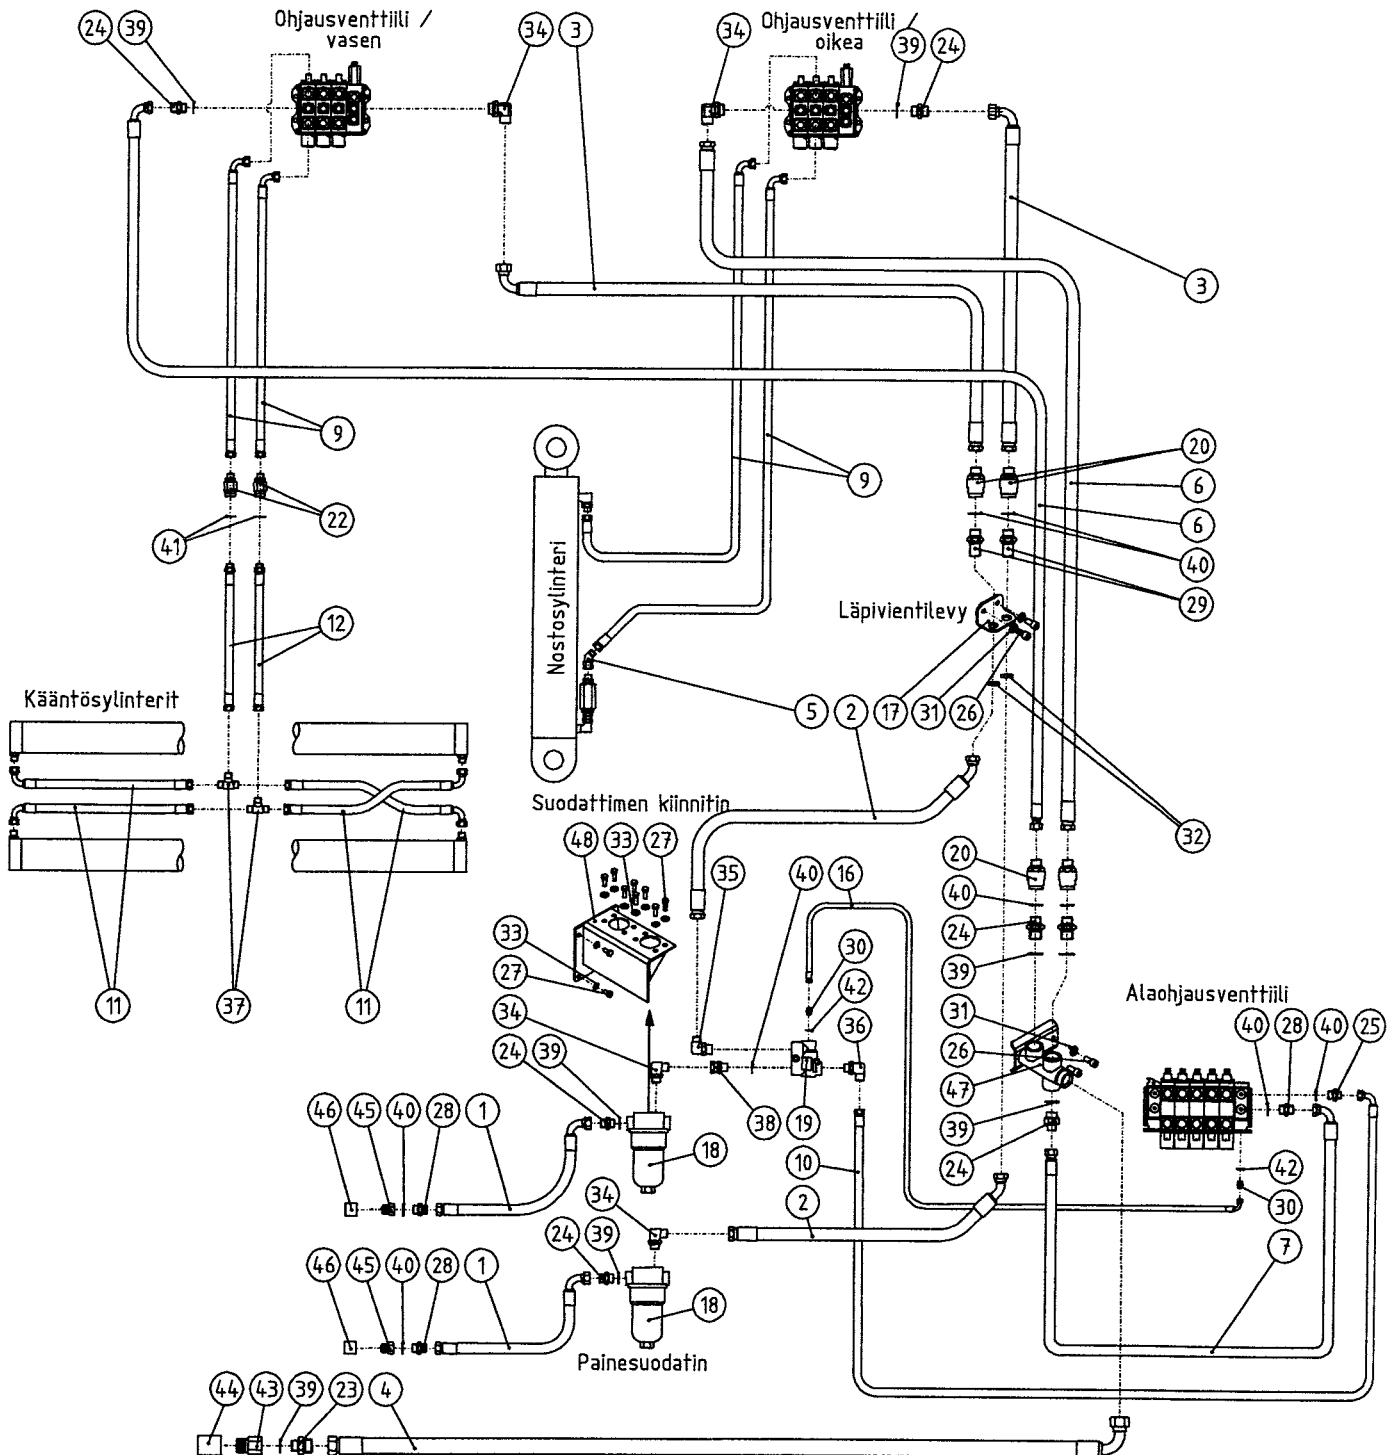 24 39 Ohjausventtiili /
vasen 34 3 34 Ohjausventtiili /
oikea 39 24
3
9
20
9
6
22
6
41
40
29
Läpivientilevy
12
Nostosylinteri
Kääntösylinterit
5 2 17 31 26
Suodattimen kiinnitin
2
32
48 33 27
35 40 16
20
40
33
30
24
27
42
39
11 37 11
Alaohjausventtiili
34
36
31
40 28 40 25
24 39
26
47
46 45 40 28 1
38 19
39
18
10
24
42
34
2
30
24 39
7
46 45 40 28 1
18
Painesuodatin
44 43 39 23 4